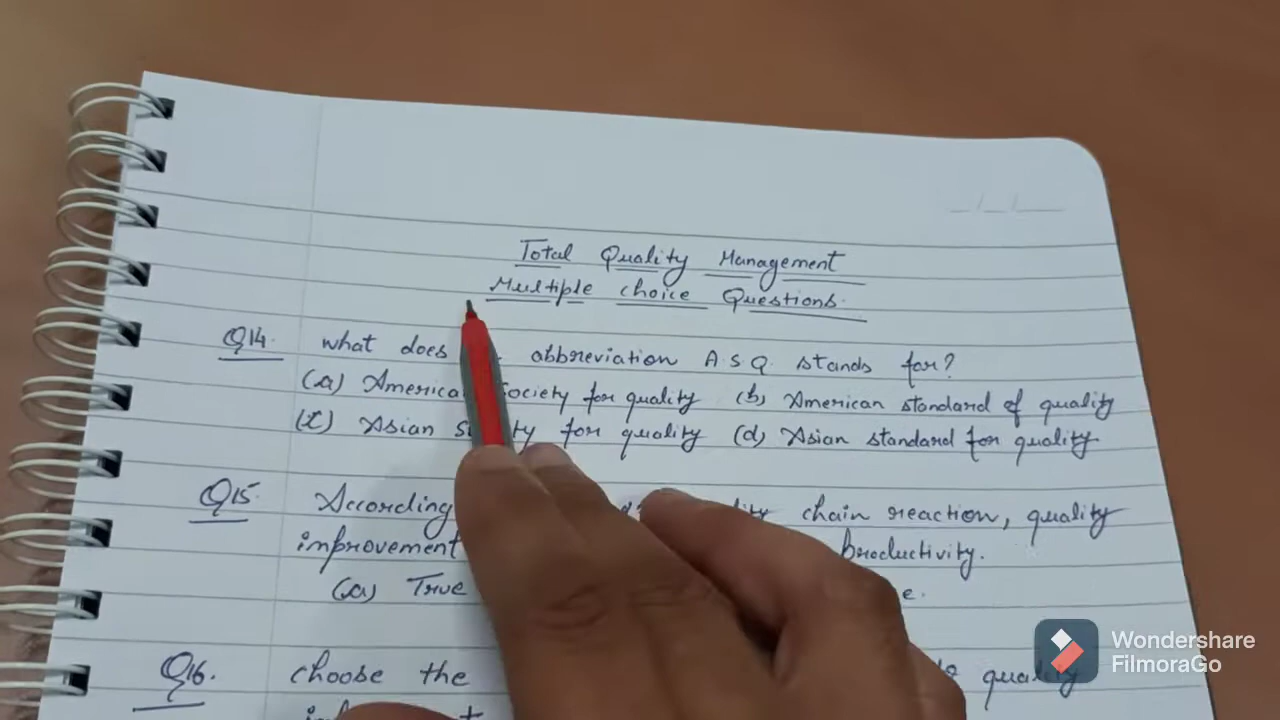 Total Quality Management
Multiple choice Questions.
Q14. what does abbreviation A.S.Q. stands for?
(a) American Society for quality (b) American standard of quality
(c) Asian for quality (d) Asian standard for quality
Q15. According chain reaction, quality
improvement productivity.
(a) True
Q16. choose the quality
Wondershare
FilmoraGo